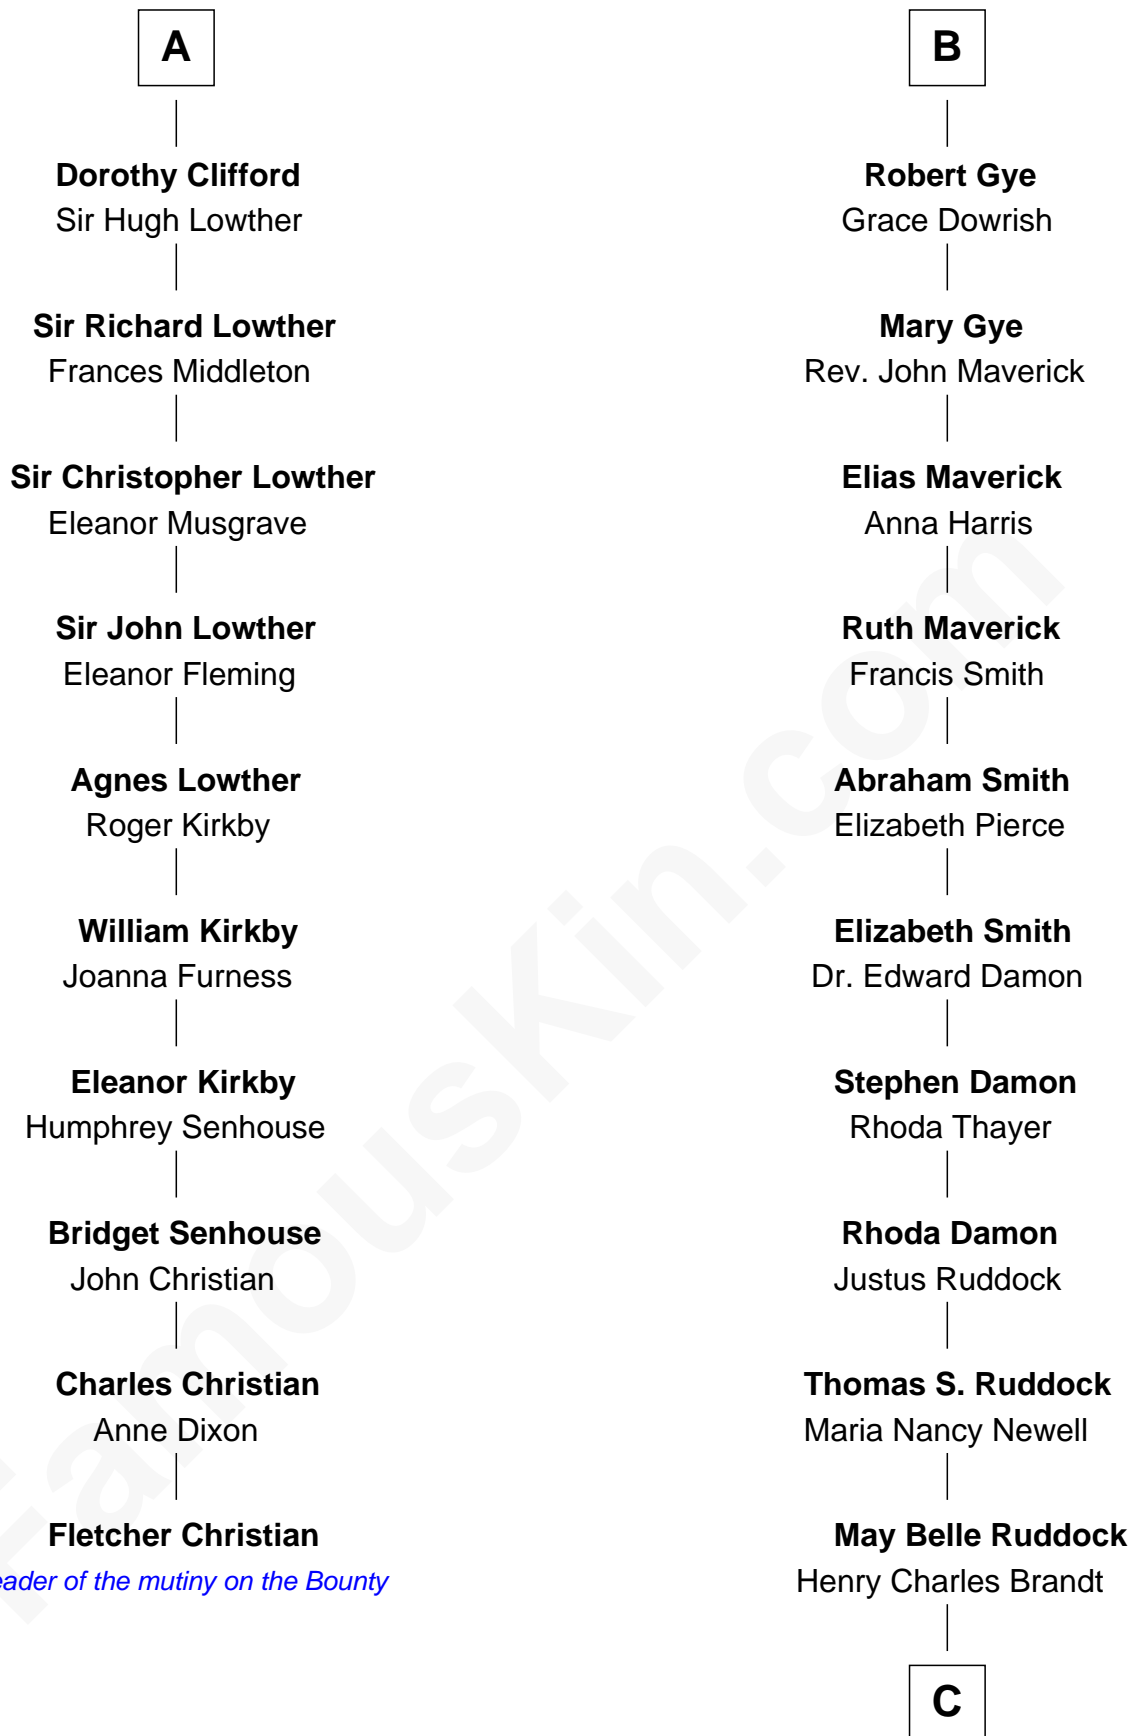 A
Dorothy Clifford
Sir Hugh Lowther
Sir Richard Lowther
Frances Middleton
Sir Christopher Lowther
Eleanor Musgrave
Sir John Lowther
Eleanor Fleming
Agnes Lowther
Roger Kirkby
William Kirkby
Joanna Furness
Eleanor Kirkby
Humphrey Senhouse
Bridget Senhouse
John Christian
Charles Christian
Anne Dixon
Fletcher Christian
eader of the mutiny on the Bounty
B
Robert Gye
Grace Dowrish
Mary Gye
Rev. John Maverick
Elias Maverick
Anna Harris
Ruth Maverick
Francis Smith
Abraham Smith
Elizabeth Pierce
Elizabeth Smith
Dr. Edward Damon
Stephen Damon
Rhoda Thayer
Rhoda Damon
Justus Ruddock
Thomas S. Ruddock
Maria Nancy Newell
May Belle Ruddock
Henry Charles Brandt
C
FamousKin.com